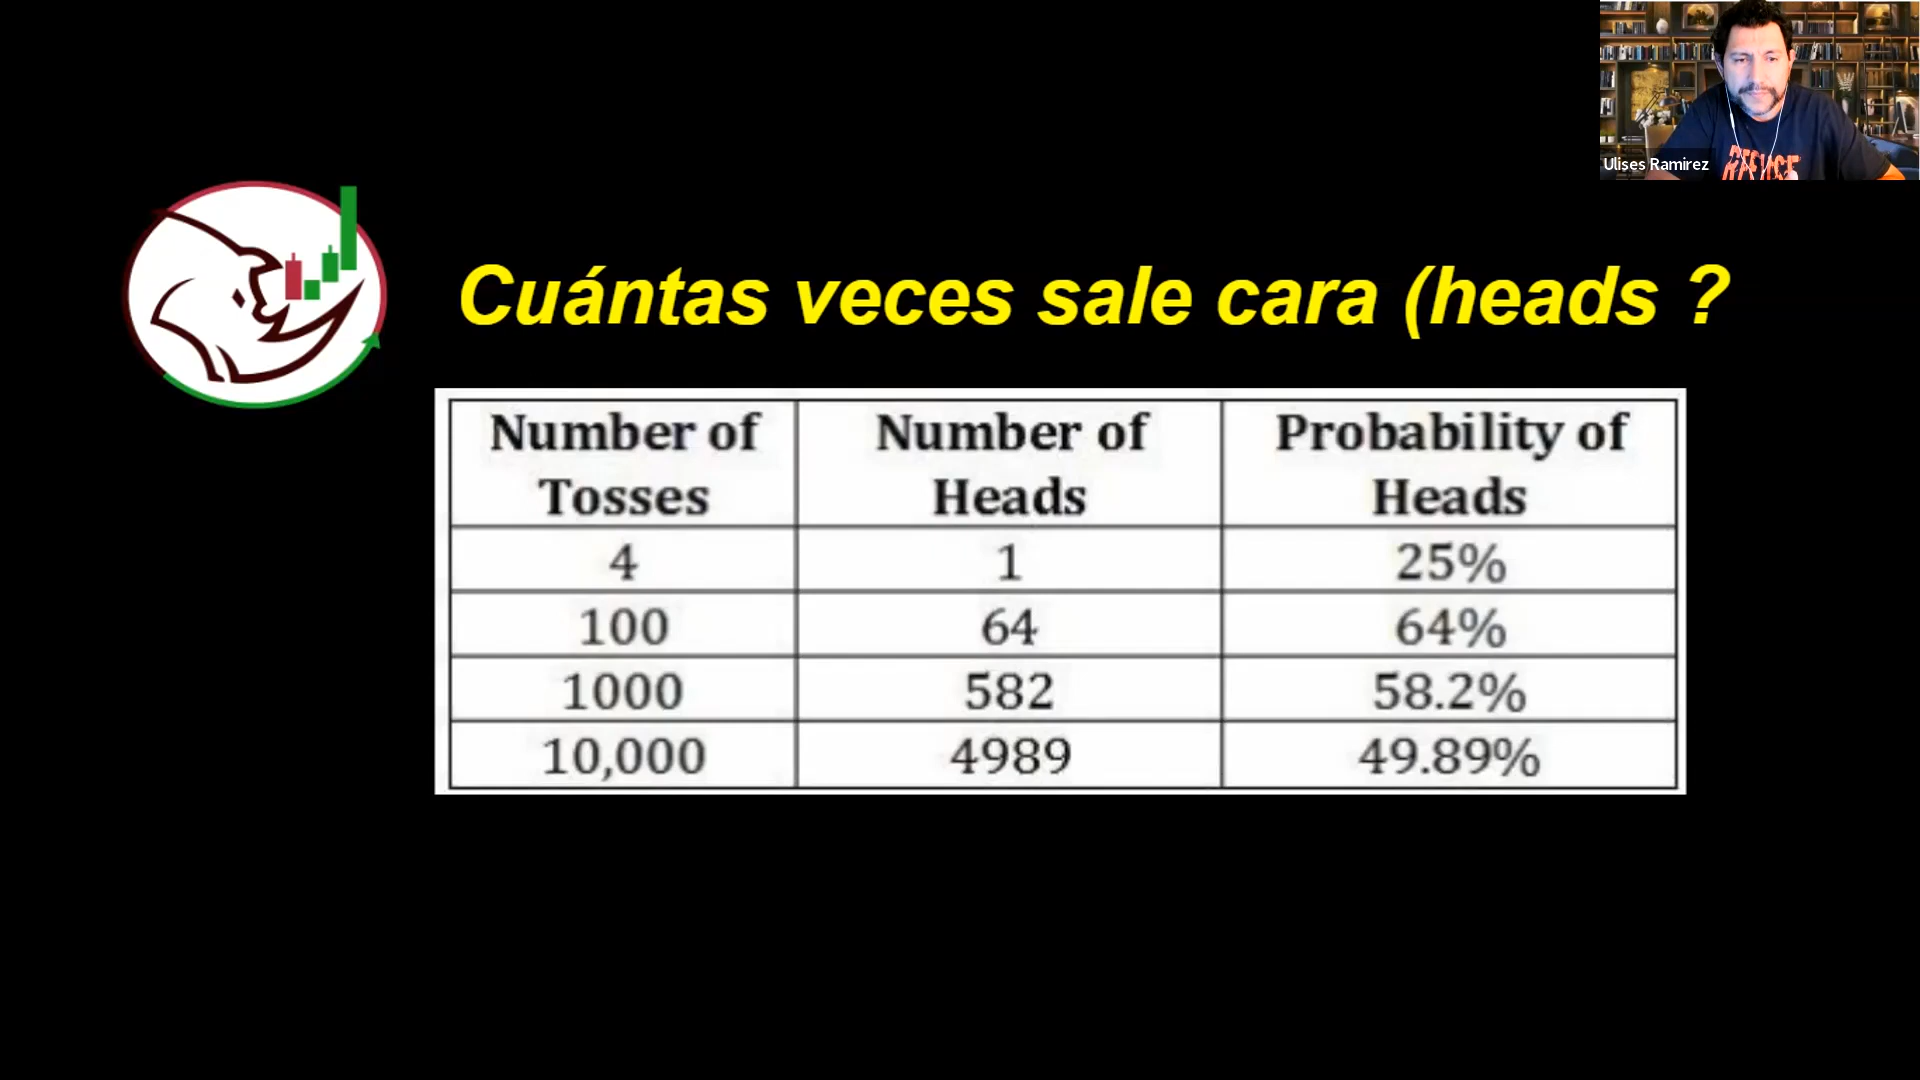 Ulises Ramirez
REFUGE
Cuántas veces sale cara (heads ?
Number of Tosses
Number of Heads
Probability of Heads
4 1 25%
100 64 64%
1000 582 58.2%
10,000 4989 49.89%